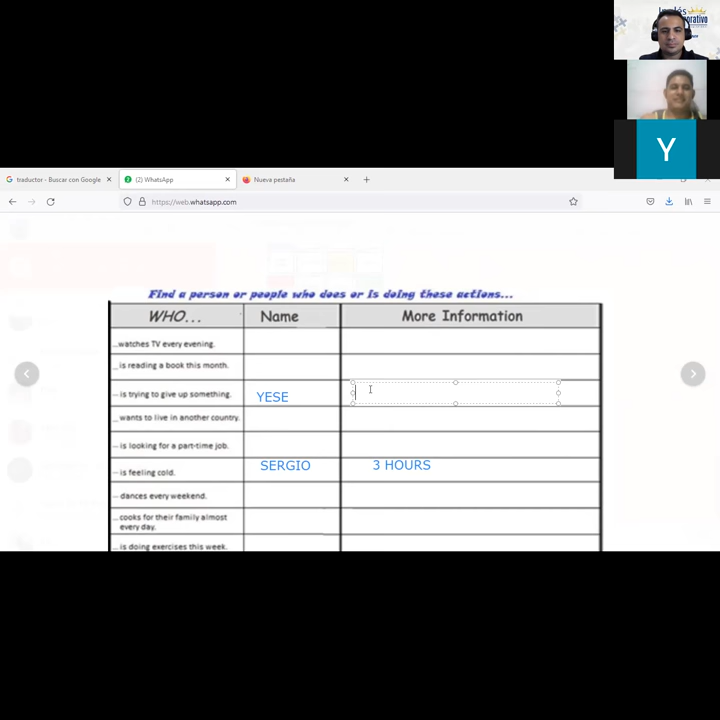 Inglés
orativo
Y
traductor - Buscar con Google
(2) WhatsApp
Nueva pestaña
https://web.whatsapp.com
Find a person or people who does or is doing these actions...
WHO... Name More Information
...watches TV every evening.
... is reading a book this month.
... is trying to give up something. YESE
... wants to live in another country.
... is looking for a part-time job.
... is feeling cold. SERGIO 3 HOURS
... dances every weekend.
... cooks for their family almost
every day.
... is doing exercises this week.